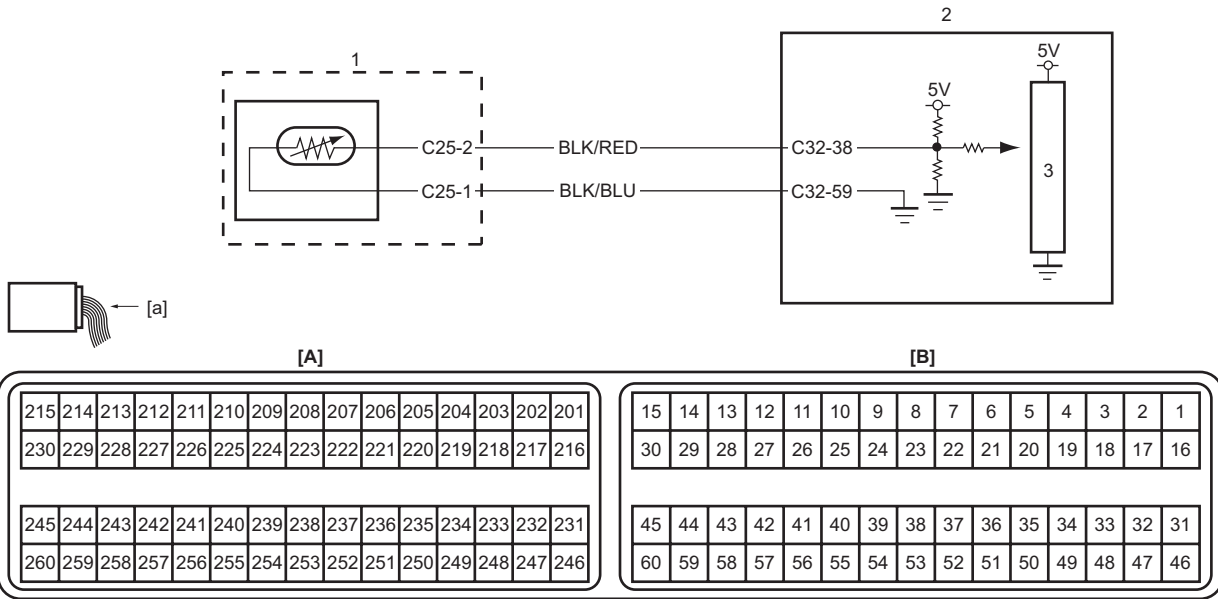 2
1
5V
5V
C25-2 BLK/RED C32-38
3
C25-1 BLK/BLU C32-59
[a]
[A] [B]
215 214 213 212 211 210 209 208 207 206 205 204 203 202 201 15 14 13 12 11 10 9 8 7 6 5 4 3 2 1
230 229 228 227 226 225 224 223 222 221 220 219 218 217 216 30 29 28 27 26 25 24 23 22 21 20 19 18 17 16
245 244 243 242 241 240 239 238 237 236 235 234 233 232 231 45 44 43 42 41 40 39 38 37 36 35 34 33 32 31
260 259 258 257 256 255 254 253 252 251 250 249 248 247 246 60 59 58 57 56 55 54 53 52 51 50 49 48 47 46